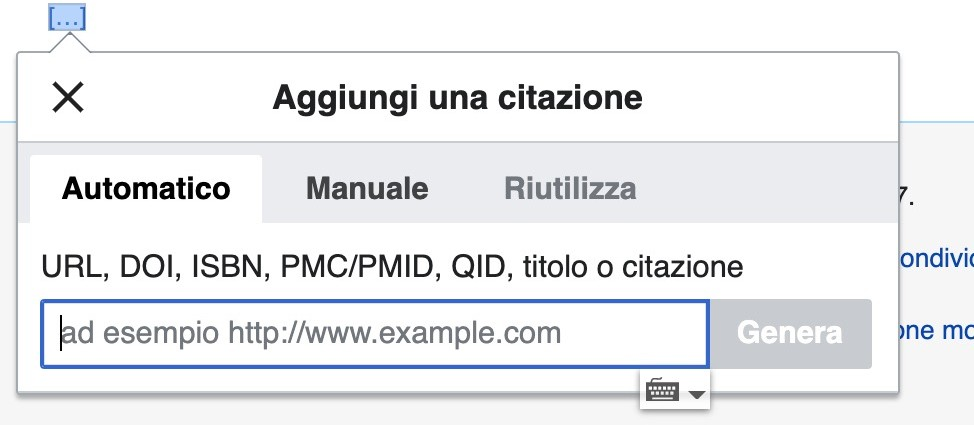 [...]
Aggiungi una citazione
Automatico Manuale Riutilizza
7.
URL, DOI, ISBN, PMC/PMID, QID, titolo o citazione
ad esempio http://www.example.com
Genera